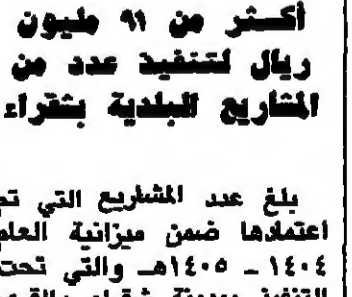 أكثر من ٩١ مليون
ريال لتنفيذ عدد من
المشاريع البلدية بشقراء
بلغ عدد المشاريع التي تم
اعتمادها ضمن ميزانية العام
١٤٠٤ ـ ١٤٠٥هـ والتي تحت